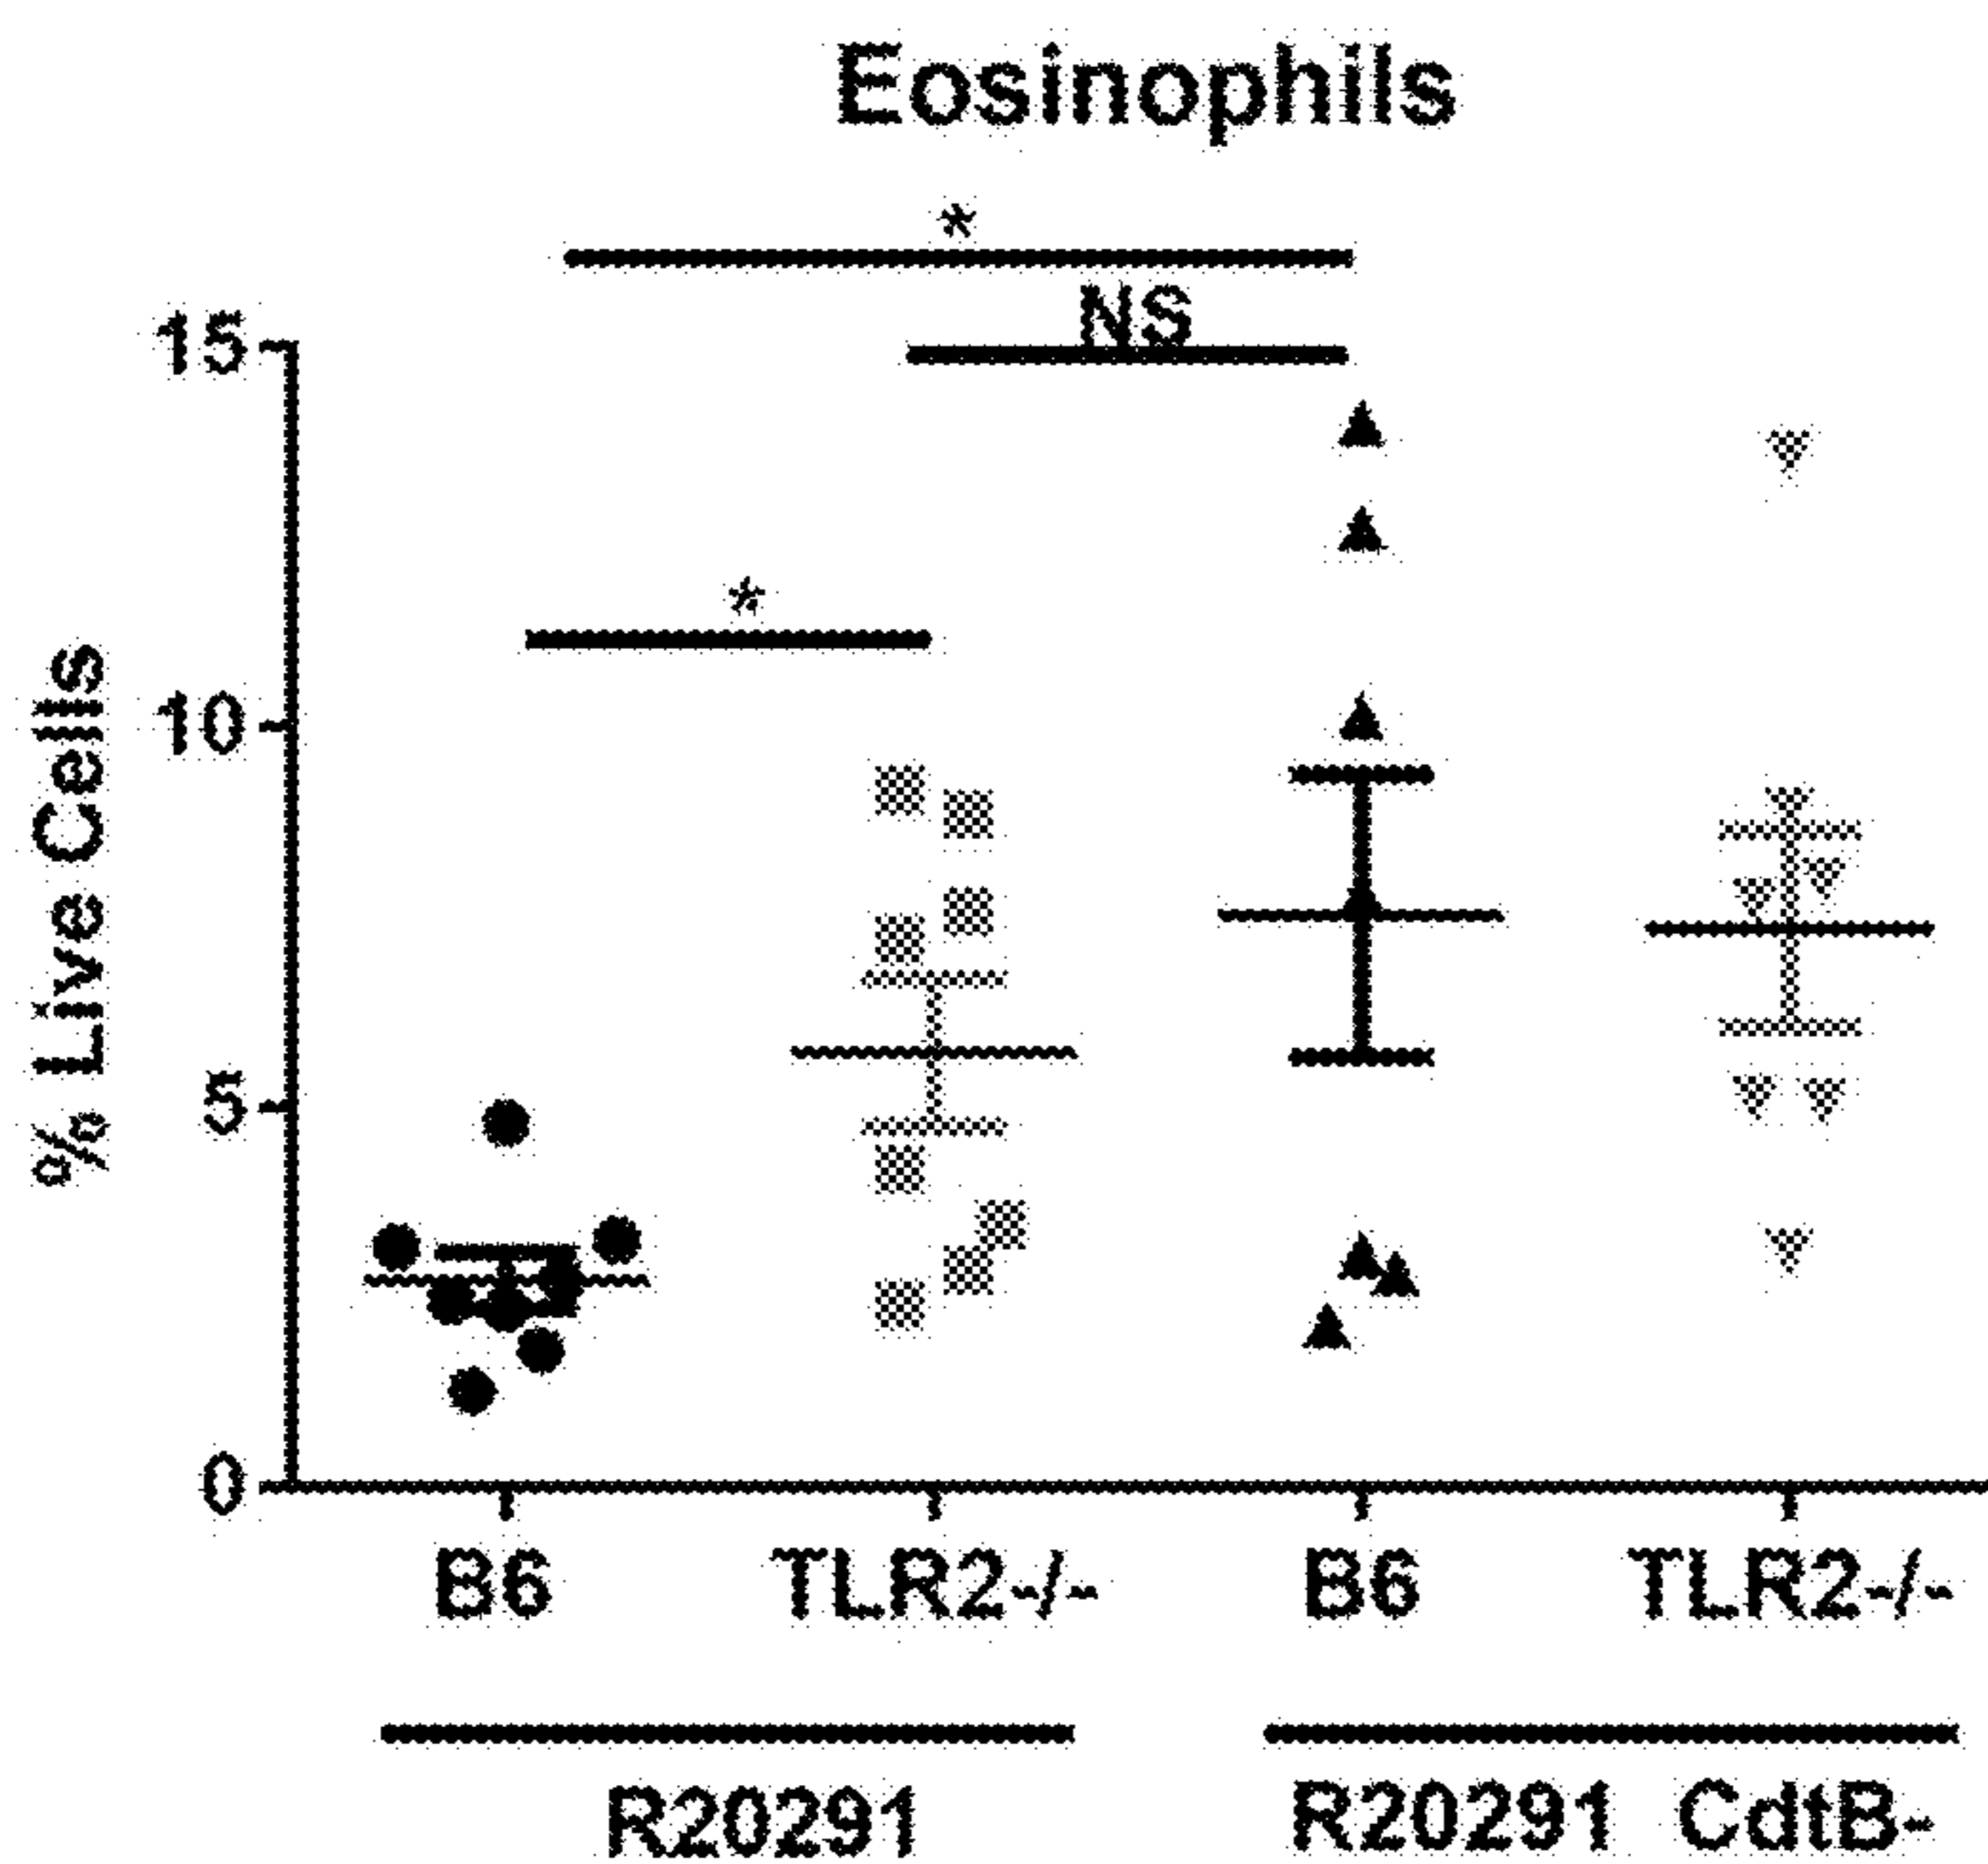 Eosinophils
*
NS
15
*
10
% Live Cells
5
0
B6 TLR2-/- B6 TLR2-/-
R20291 R20291 CdtB-